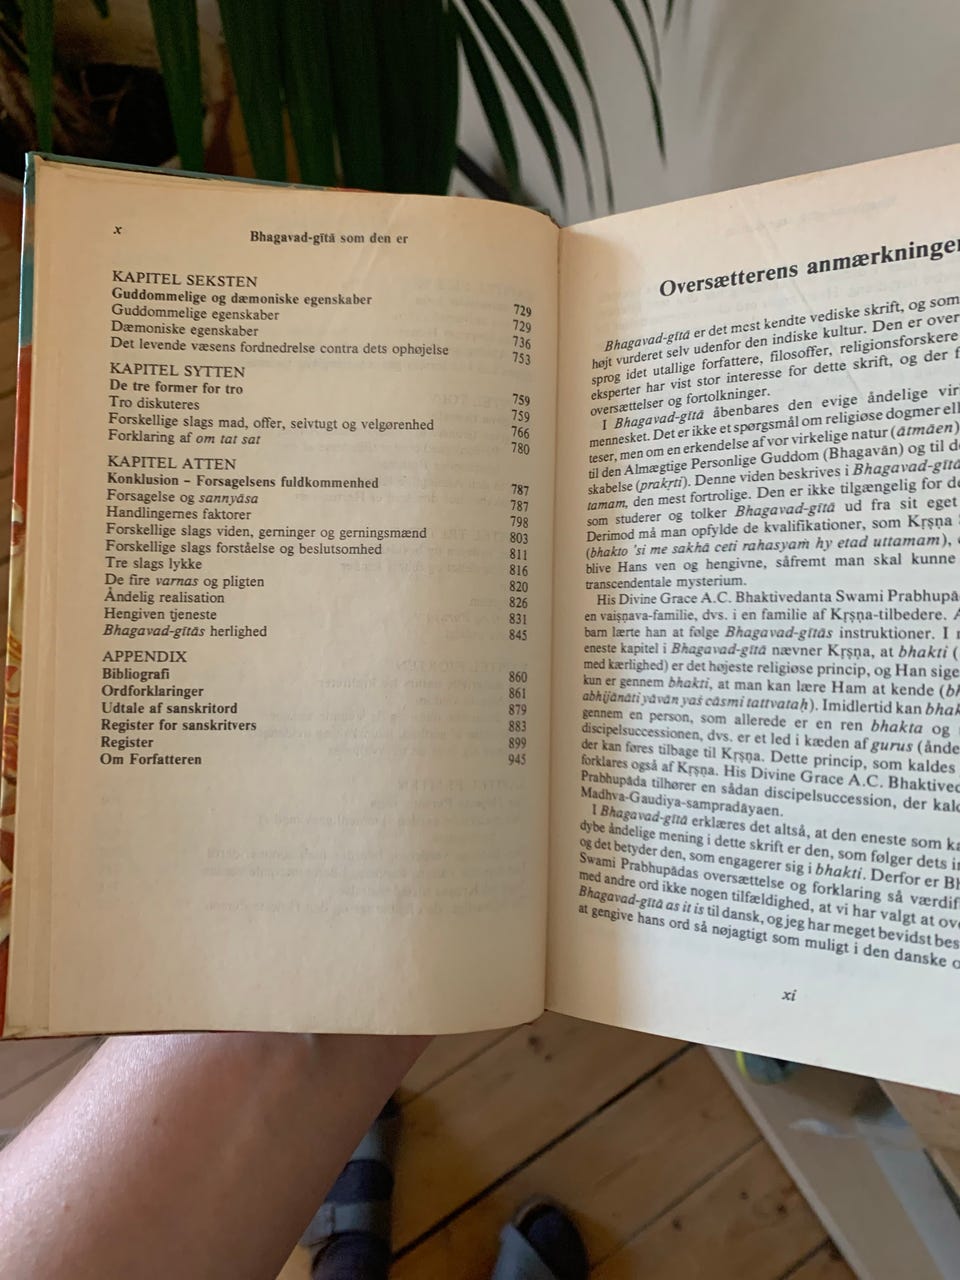 x
Bhagavad-gītā som den er
KAPITEL SEKSTEN
Guddommelige og dæmoniske egenskaber 729
Guddommelige egenskaber 729
Dæmoniske egenskaber 736
Det levende væsens fordnedrelse contra dets ophøjelse 753
KAPITEL SYTTEN
De tre former for tro 759
Tro diskuteres 759
Forskellige slags mad, offer, selvtugt og velgørenhed 766
Forklaring af om tat sat 780
KAPITEL ATTEN
Konklusion – Forsagelsens fuldkommenhed 787
Forsagelse og sannyāsa 787
Handlingernes faktorer 798
Forskellige slags viden, gerninger og gerningsmænd 803
Forskellige slags forståelse og beslutsomhed 811
Tre slags lykke 816
De fire varnas og pligten 820
Åndelig realisation 826
Hengiven tjeneste 831
Bhagavad-gītās herlighed 845
APPENDIX
Bibliografi 860
Ordforklaringer 861
Udtale af sanskritord 879
Register for sanskritvers 883
Register 899
Om Forfatteren 945
Oversætterens anmærkninger
Bhagavad-gītā er det mest kendte vediske skrift, og som
højt vurderet selv udenfor den indiske kultur. Den er over
sprog idet utallige forfattere, filosoffer, religionsforskere
eksperter har vist stor interesse for dette skrift, og der f
oversættelser og fortolkninger.
I Bhagavad-gītā åbenbares den evige åndelige vir
mennesket. Det er ikke et spørgsmål om religiøse dogmer ell
teser, men om en erkendelse af vor virkelige natur (ātmāen)
til den Almægtige Personlige Guddom (Bhagavān) og til d
skabelse (prakṛti). Denne viden beskrives i Bhagavad-gītā
tamam, den mest fortrolige. Den er ikke tilgængelig for d
som studerer og tolker Bhagavad-gītā ud fra sit eget
Derimod må man opfylde de kvalifikationer, som Kṛṣṇa
(bhakto 'si me sakhā ceti rahasyaṁ hy etad uttamam),
blive Hans ven og hengivne, såfremt man skal kunne
transcendentale mysterium.
His Divine Grace A.C. Bhaktivedanta Swami Prabhupā
en vaiṣṇava-familie, dvs. i en familie af Kṛṣṇa-tilbedere. A
barn lærte han at følge Bhagavad-gītās instruktioner. I
eneste kapitel i Bhagavad-gītā nævner Kṛṣṇa, at bhakti (
med kærlighed) er det højeste religiøse princip, og Han sige
kun er gennem bhakti, at man kan lære Ham at kende (bh
abhijānāti yāvān yaś cāsmi tattvataḥ). Imidlertid kan bhak
gennem en person, som allerede er en ren bhakta og
discipelsuccessionen, dvs. er et led i kæden af gurus (ånde
der kan føres tilbage til Kṛṣṇa. Dette princip, som kaldes
forklares også af Kṛṣṇa. His Divine Grace A.C. Bhaktived
Prabhupāda tilhører en sådan discipelsuccession, der kald
Madhva-Gaudiya-sampradāyaen.
I Bhagavad-gītā erklæres det altså, at den eneste som ka
dybe åndelige mening i dette skrift er den, som følger dets in
og det betyder den, som engagerer sig i bhakti. Derfor er Bh
Swami Prabhupādas oversættelse og forklaring så værdif
med andre ord ikke nogen tilfældighed, at vi har valgt at ove
Bhagavad-gītā as it is til dansk, og jeg har meget bevidst bes
at gengive hans ord så nøjagtigt som muligt i den danske o
xi